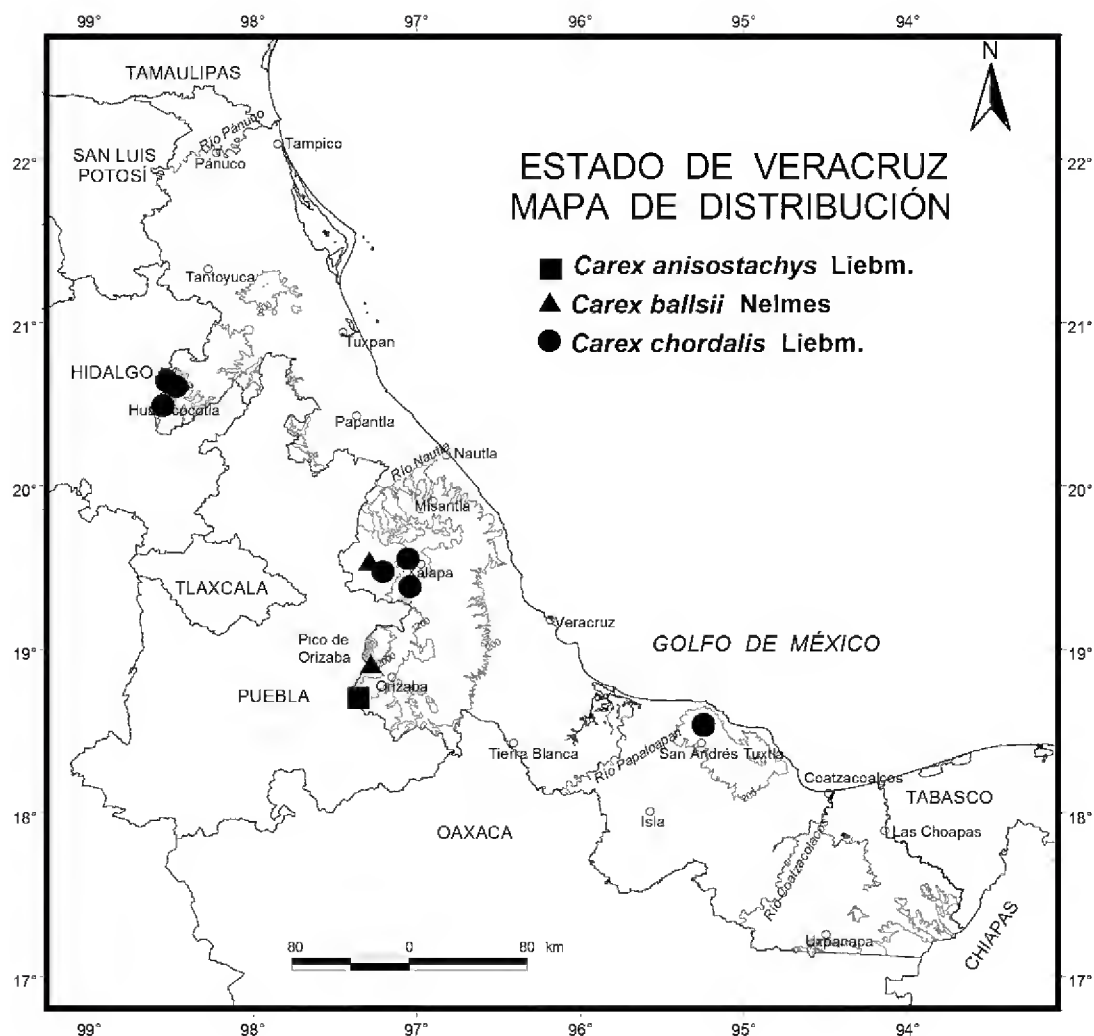 99° 98° 97° 96° 95° 94°
N
TAMAULIPAS
Río Pánuco
Tampico
SAN LUIS
POTOSÍ
Pánuco
22° 22°
ESTADO DE VERACRUZ
MAPA DE DISTRIBUCIÓN
Carex anisostachys Liebm.
Carex ballsii Nelmes
Carex chordalis Liebm.
Tantoyuca
21° 21°
Tuxpan
HIDALGO
Papantla
Río Nautla
Nautla
20° 20°
Misantla
Xalapa
TLAXCALA
Veracruz
Pico de
Orizaba
GOLFO DE MÉXICO
19° 19°
PUEBLA
Orizaba
Tierra Blanca
Río Papaloapan
San Andrés Tuxtla
Coatzacoalcos
TABASCO
18° 18°
OAXACA
Isla
Las Choapas
Río Coatzacoalcos
CHIAPAS
Uxpanapa
80 0 80 km
17° 17°
99° 98° 97° 96° 95° 94°